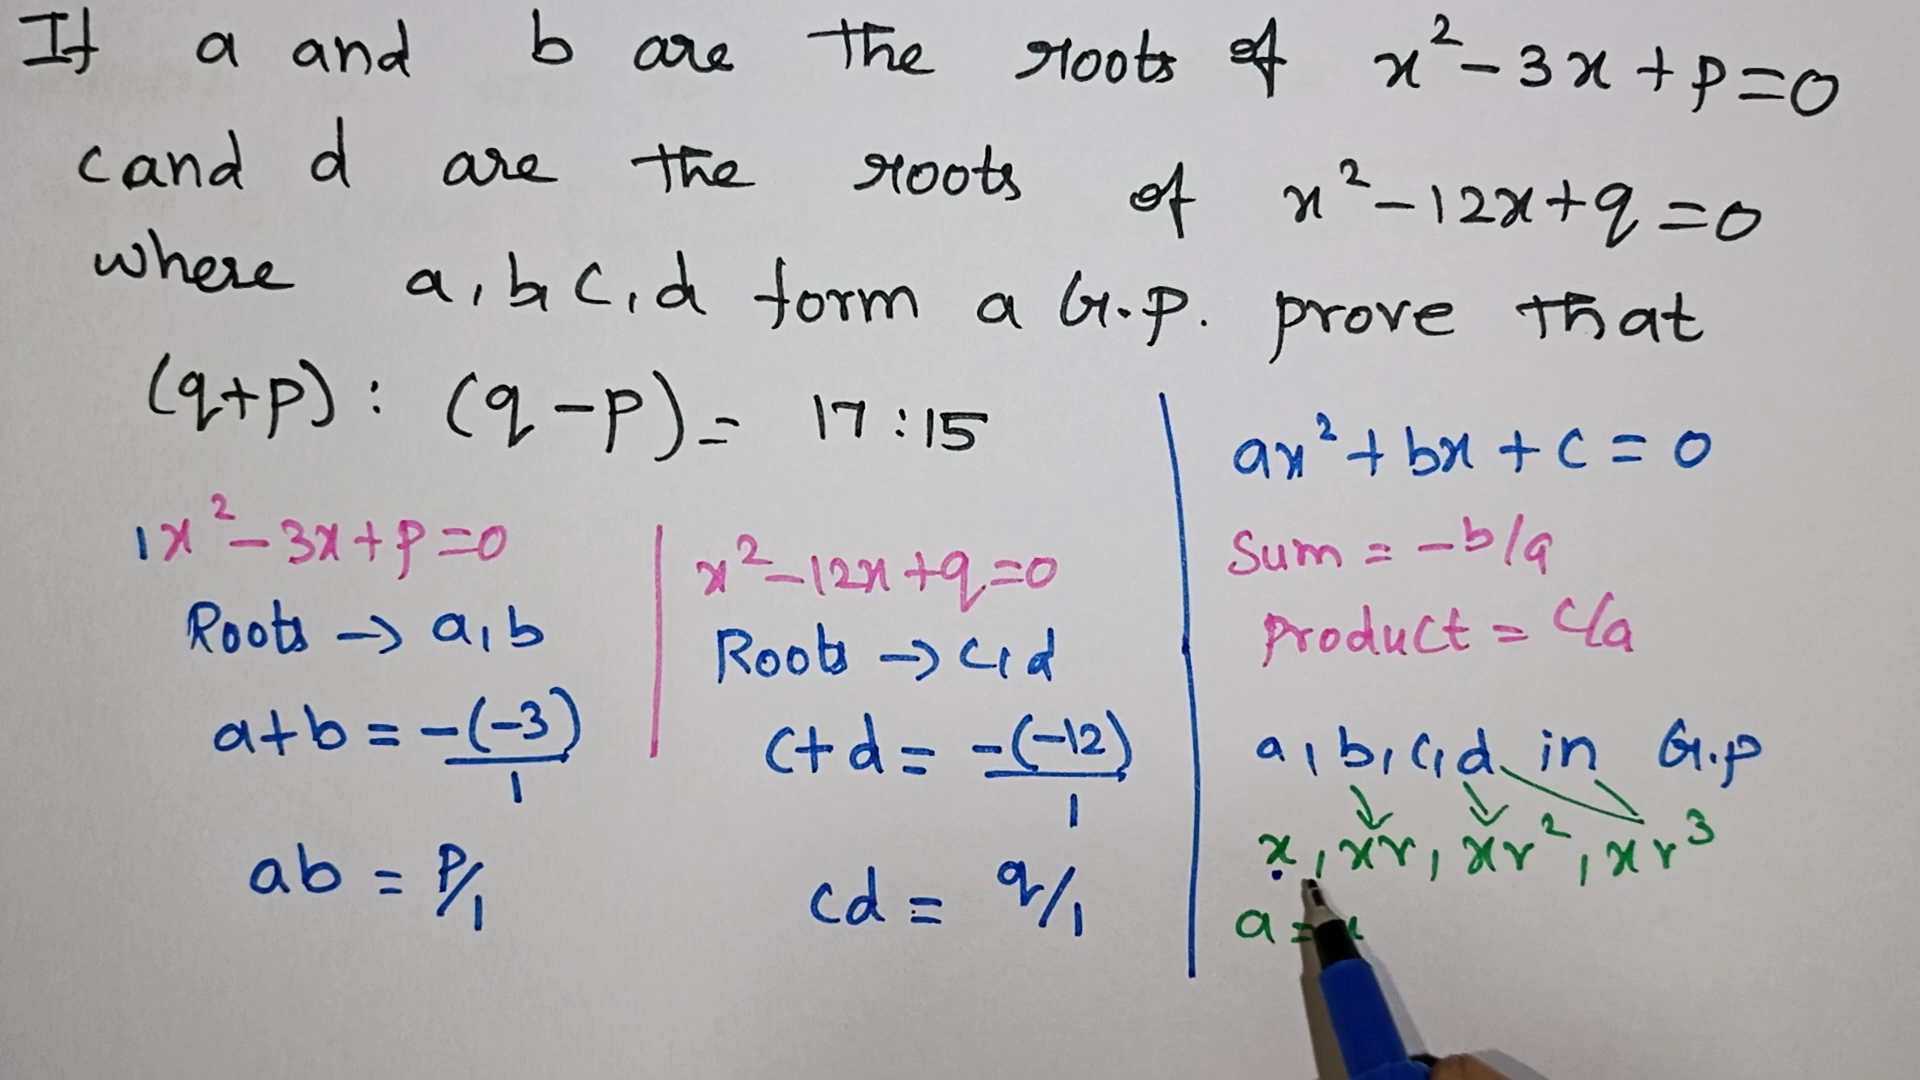 If a and b are the roots of x²-3x+p=0
c and d are the roots of x²-12x+q=0
where a,b,c,d form a G.P. prove that
(q+p) : (q-p) = 17:15
1x²-3x+p=0
Roots → a,b
a+b = -(-3)/1
ab = p/1
x²-12x+q=0
Roots → c,d
c+d = -(-12)/1
cd = q/1
ax²+bx+c=0
Sum = -b/a
Product = c/a
a,b,c,d in G.P
x, xr, xr², xr³
a =